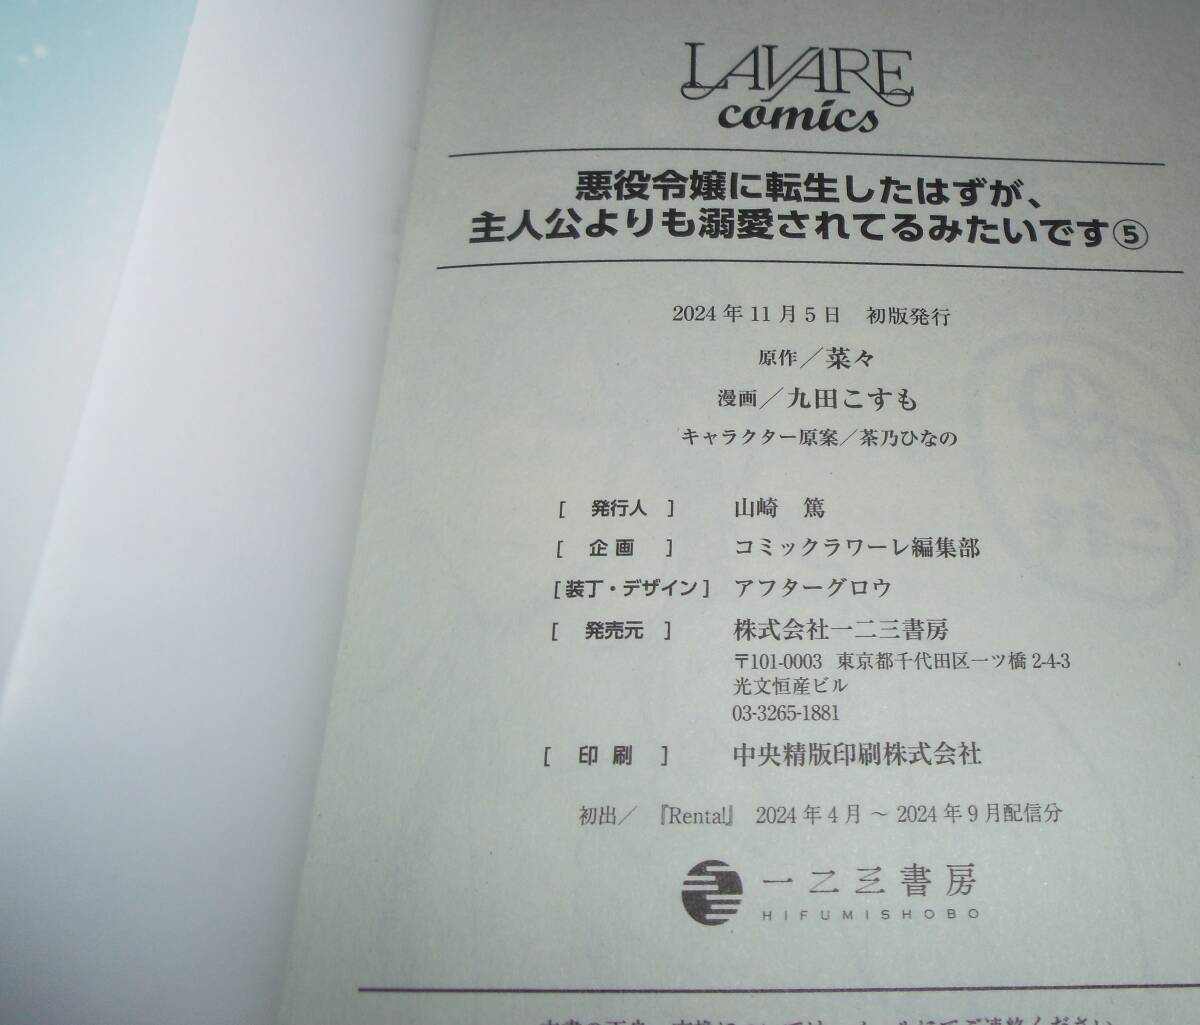 LAVARE
comics
悪役令嬢に転生したはずが、
主人公よりも溺愛されてるみたいです⑤
2024年11月5日 初版発行
原作／菜々
漫画／九田こすも
キャラクター原案／茶乃ひなの
[ 発行人 ] 山崎 篤
[ 企画 ] コミックラワーレ編集部
[装丁・デザイン] アフターグロウ
[ 発売元 ] 株式会社一二三書房
〒101-0003 東京都千代田区一ツ橋2-4-3
光文恒産ビル
03-3265-1881
[ 印刷 ] 中央精版印刷株式会社
初出／『Renta!』 2024年4月～2024年9月配信分
一二三書房
HIFUMISHOBO